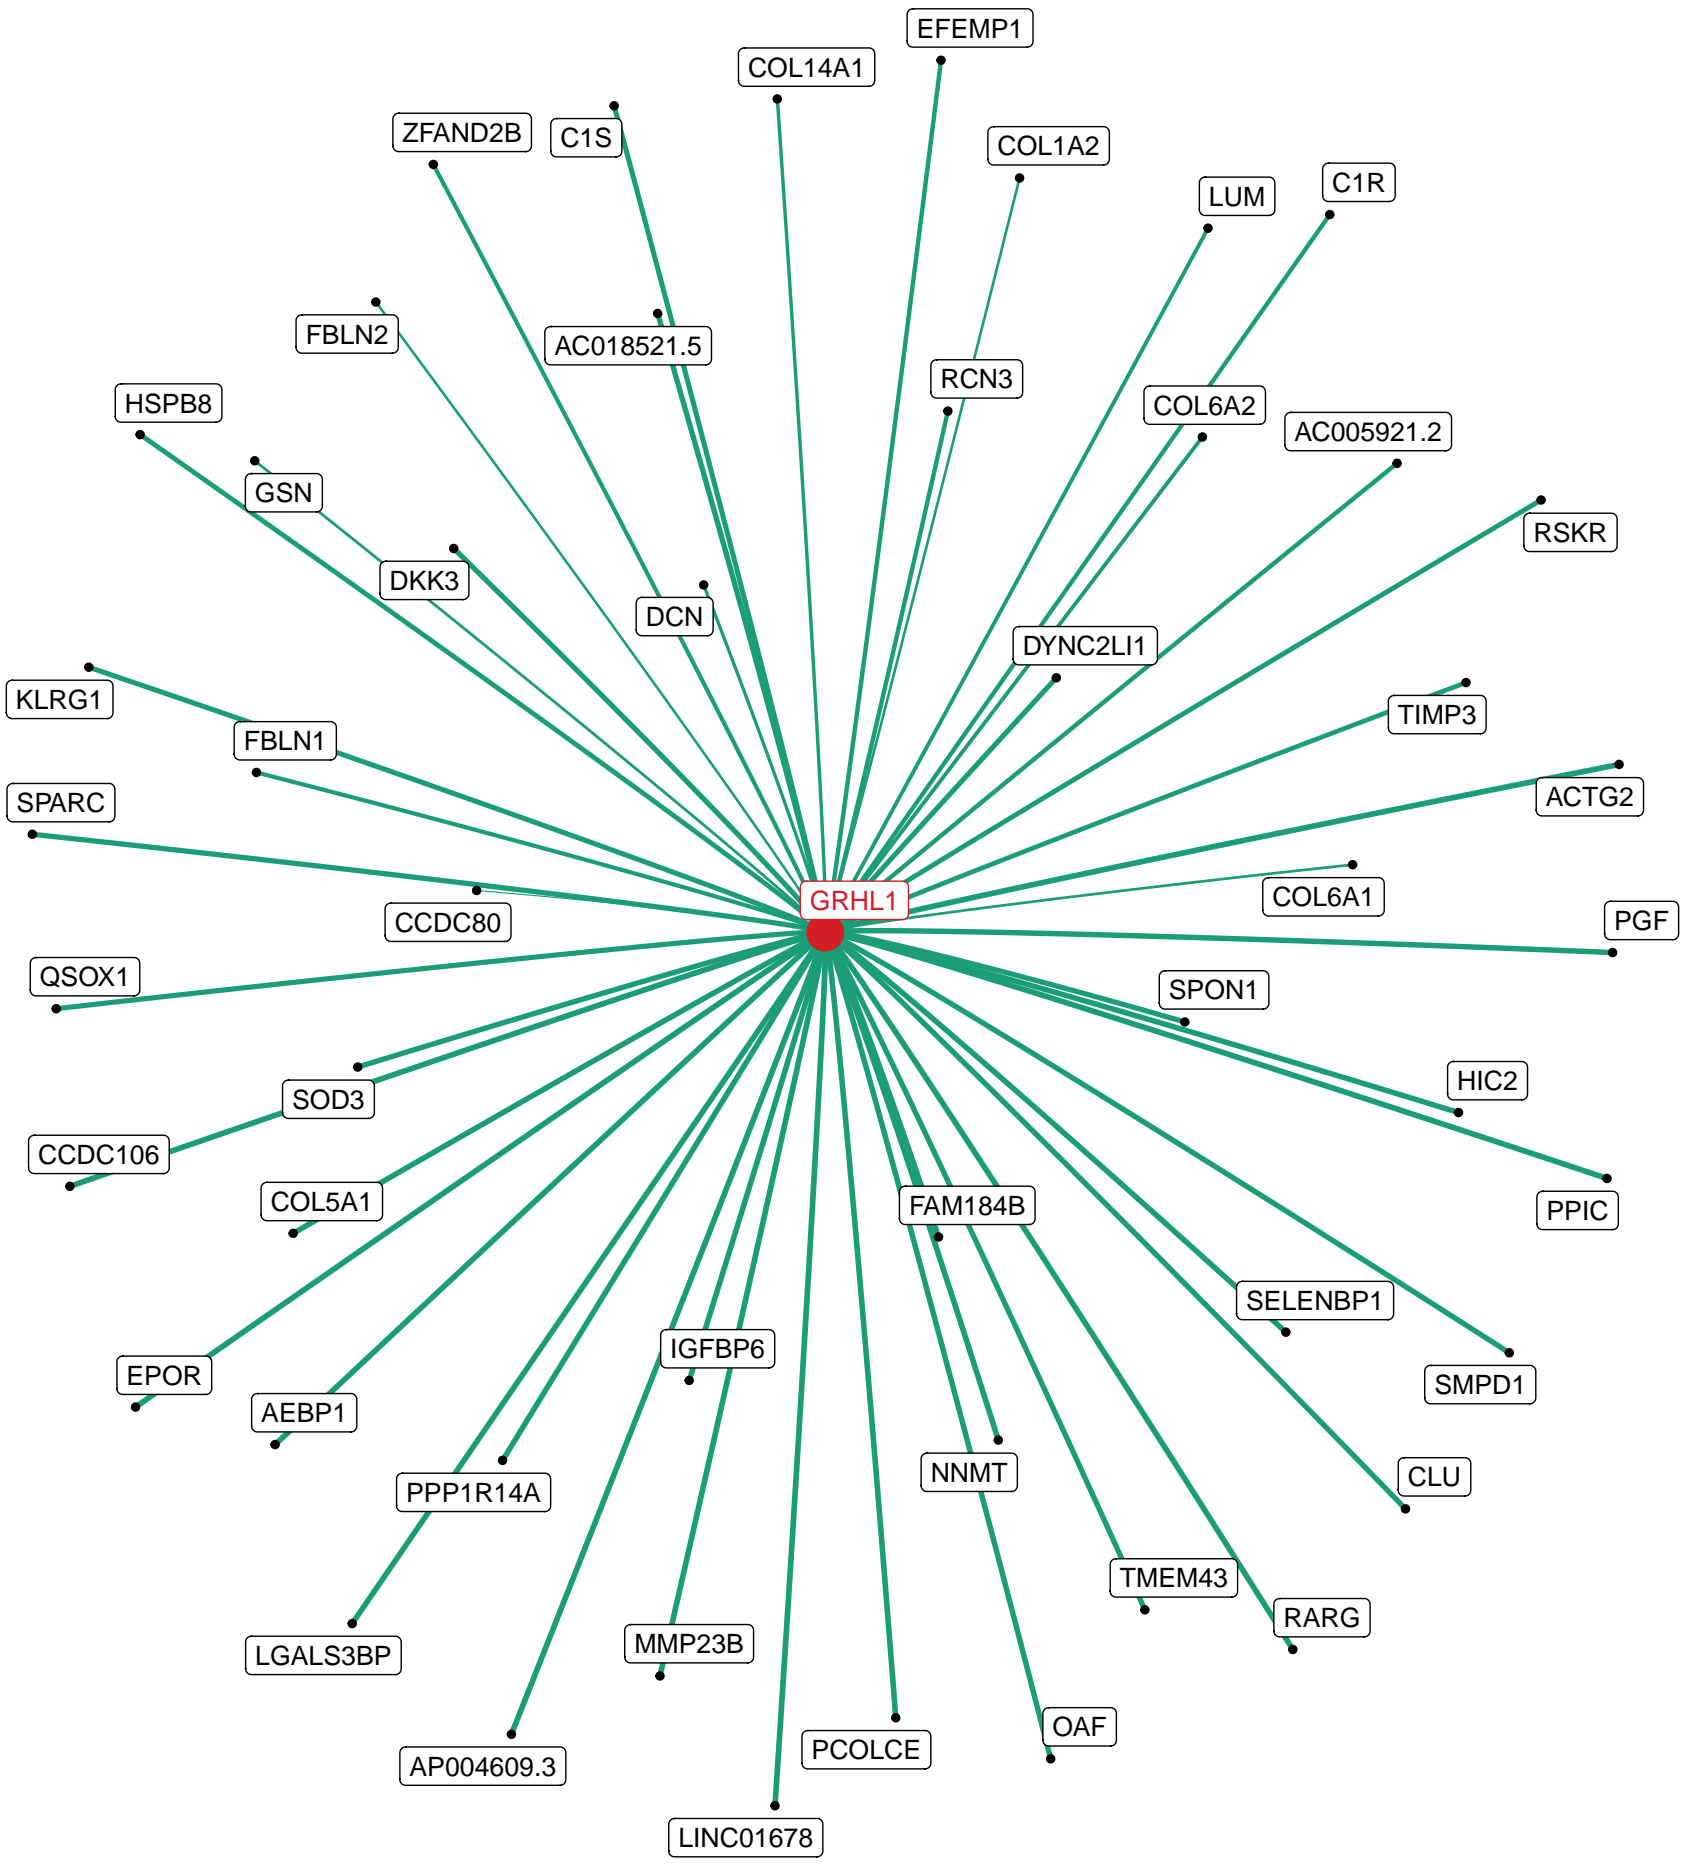 EFEMP1
COL14A1
ZFAND2B
C1S
COL1A2
C1R
LUM
FBLN2
AC018521.5
RCN3
HSPB8
COL6A2
AC005921.2
GSN
RSKR
DKK3
DCN
DYNC2LI1
KLRG1
TIMP3
FBLN1
SPARC
ACTG2
COL6A1
GRHL1
CCDC80
PGF
QSOX1
SPON1
HIC2
SOD3
CCDC106
COL5A1
FAM184B
PPIC
SELENBP1
IGFBP6
EPOR
SMPD1
AEBP1
NNMT
CLU
PPP1R14A
TMEM43
RARG
MMP23B
LGALS3BP
OAF
PCOLCE
AP004609.3
LINC01678